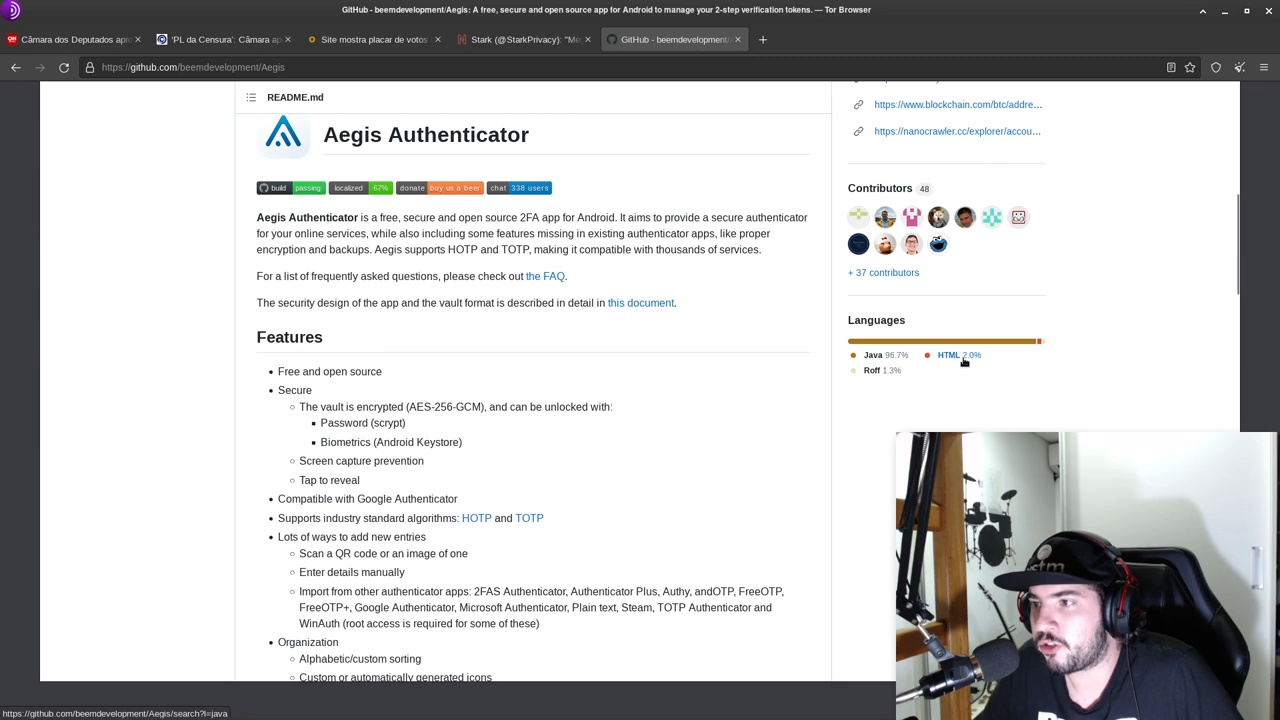 GitHub - beemdevelopment/Aegis: A free, secure and open source app for Android to manage your 2-step verification tokens. — Tor Browser
Câmara dos Deputados apr
'PL da Censura': Câmara ap
Site mostra placar de votos
Stark (@StarkPrivacy): "Me
GitHub - beemdevelopment/
https://github.com/beemdevelopment/Aegis
README.md
Aegis Authenticator
build passing localized 67% donate buy us a beer chat 338 users
Aegis Authenticator is a free, secure and open source 2FA app for Android. It aims to provide a secure authenticator
for your online services, while also including some features missing in existing authenticator apps, like proper
encryption and backups. Aegis supports HOTP and TOTP, making it compatible with thousands of services.
For a list of frequently asked questions, please check out the FAQ.
The security design of the app and the vault format is described in detail in this document.
Features
Free and open source
Secure
The vault is encrypted (AES-256-GCM), and can be unlocked with:
Password (scrypt)
Biometrics (Android Keystore)
Screen capture prevention
Tap to reveal
Compatible with Google Authenticator
Supports industry standard algorithms: HOTP and TOTP
Lots of ways to add new entries
Scan a QR code or an image of one
Enter details manually
Import from other authenticator apps: 2FAS Authenticator, Authenticator Plus, Authy, andOTP, FreeOTP,
FreeOTP+, Google Authenticator, Microsoft Authenticator, Plain text, Steam, TOTP Authenticator and
WinAuth (root access is required for some of these)
Organization
Alphabetic/custom sorting
Custom or automatically generated icons
https://www.blockchain.com/btc/addre…
https://nanocrawler.cc/explorer/accou…
Contributors 48
+ 37 contributors
Languages
Java 96.7% HTML 2.0%
Roff 1.3%
https://github.com/beemdevelopment/Aegis/search?l=java